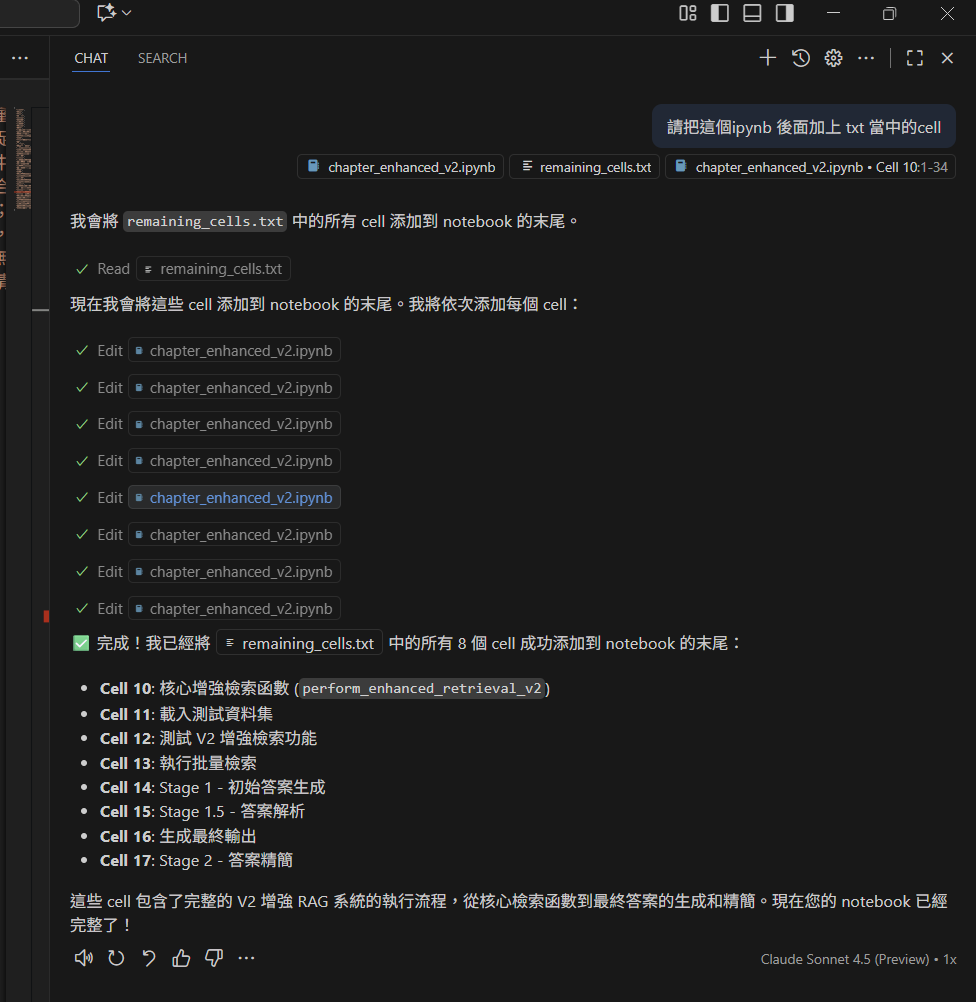 CHAT SEARCH
請把這個ipynb 後面加上 txt 當中的cell
chapter_enhanced_v2.ipynb remaining_cells.txt chapter_enhanced_v2.ipynb • Cell 10:1-34
我會將 remaining_cells.txt 中的所有 cell 添加到 notebook 的末尾。
Read remaining_cells.txt
現在我會將這些 cell 添加到 notebook 的末尾。我將依次添加每個 cell：
Edit chapter_enhanced_v2.ipynb
Edit chapter_enhanced_v2.ipynb
Edit chapter_enhanced_v2.ipynb
Edit chapter_enhanced_v2.ipynb
Edit chapter_enhanced_v2.ipynb
Edit chapter_enhanced_v2.ipynb
Edit chapter_enhanced_v2.ipynb
Edit chapter_enhanced_v2.ipynb
✅ 完成！我已經將 remaining_cells.txt 中的所有 8 個 cell 成功添加到 notebook 的末尾：
• Cell 10: 核心增強檢索函數 (perform_enhanced_retrieval_v2)
• Cell 11: 載入測試資料集
• Cell 12: 測試 V2 增強檢索功能
• Cell 13: 執行批量檢索
• Cell 14: Stage 1 - 初始答案生成
• Cell 15: Stage 1.5 - 答案解析
• Cell 16: 生成最終輸出
• Cell 17: Stage 2 - 答案精簡
這些 cell 包含了完整的 V2 增強 RAG 系統的執行流程，從核心檢索函數到最終答案的生成和精簡。現在您的 notebook 已經
完整了！
Claude Sonnet 4.5 (Preview) • 1x